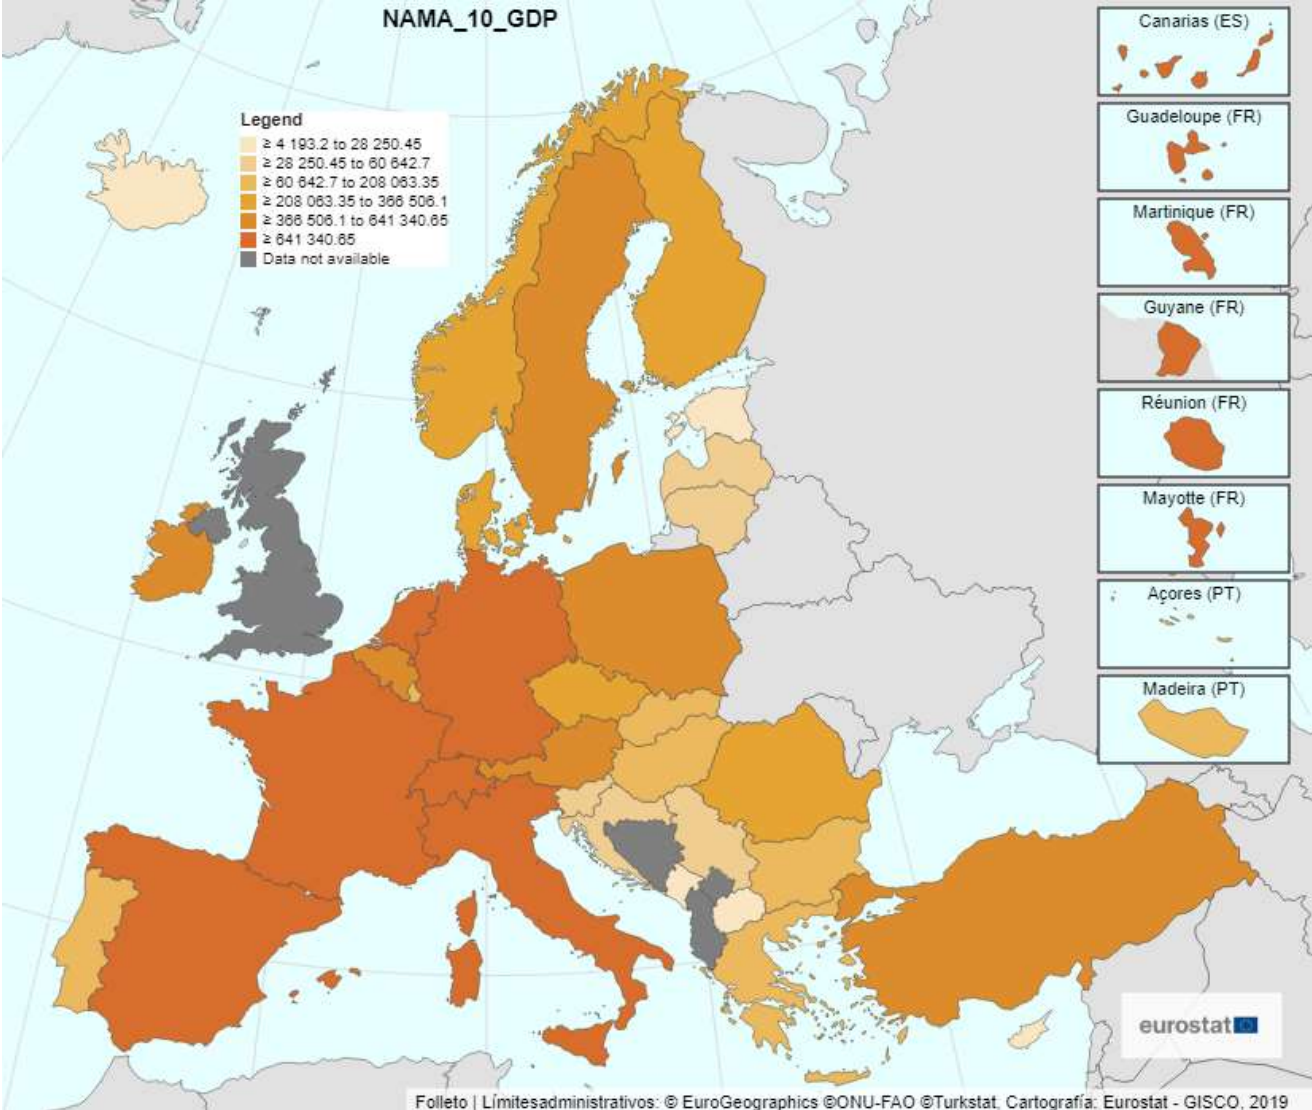 NAMA_10_GDP
Legend
≥ 4 193.2 to 28 250.45
≥ 28 250.45 to 60 642.7
≥ 60 642.7 to 208 063.35
≥ 208 063.35 to 366 506.1
≥ 366 506.1 to 641 340.65
≥ 641 340.65
Data not available
Canarias (ES)
Guadeloupe (FR)
Martinique (FR)
Guyane (FR)
Réunion (FR)
Mayotte (FR)
Açores (PT)
Madeira (PT)
eurostat
Folleto | Límitesadministrativos: © EuroGeographics ©ONU-FAO ©Turkstat, Cartografía: Eurostat - GISCO, 2019